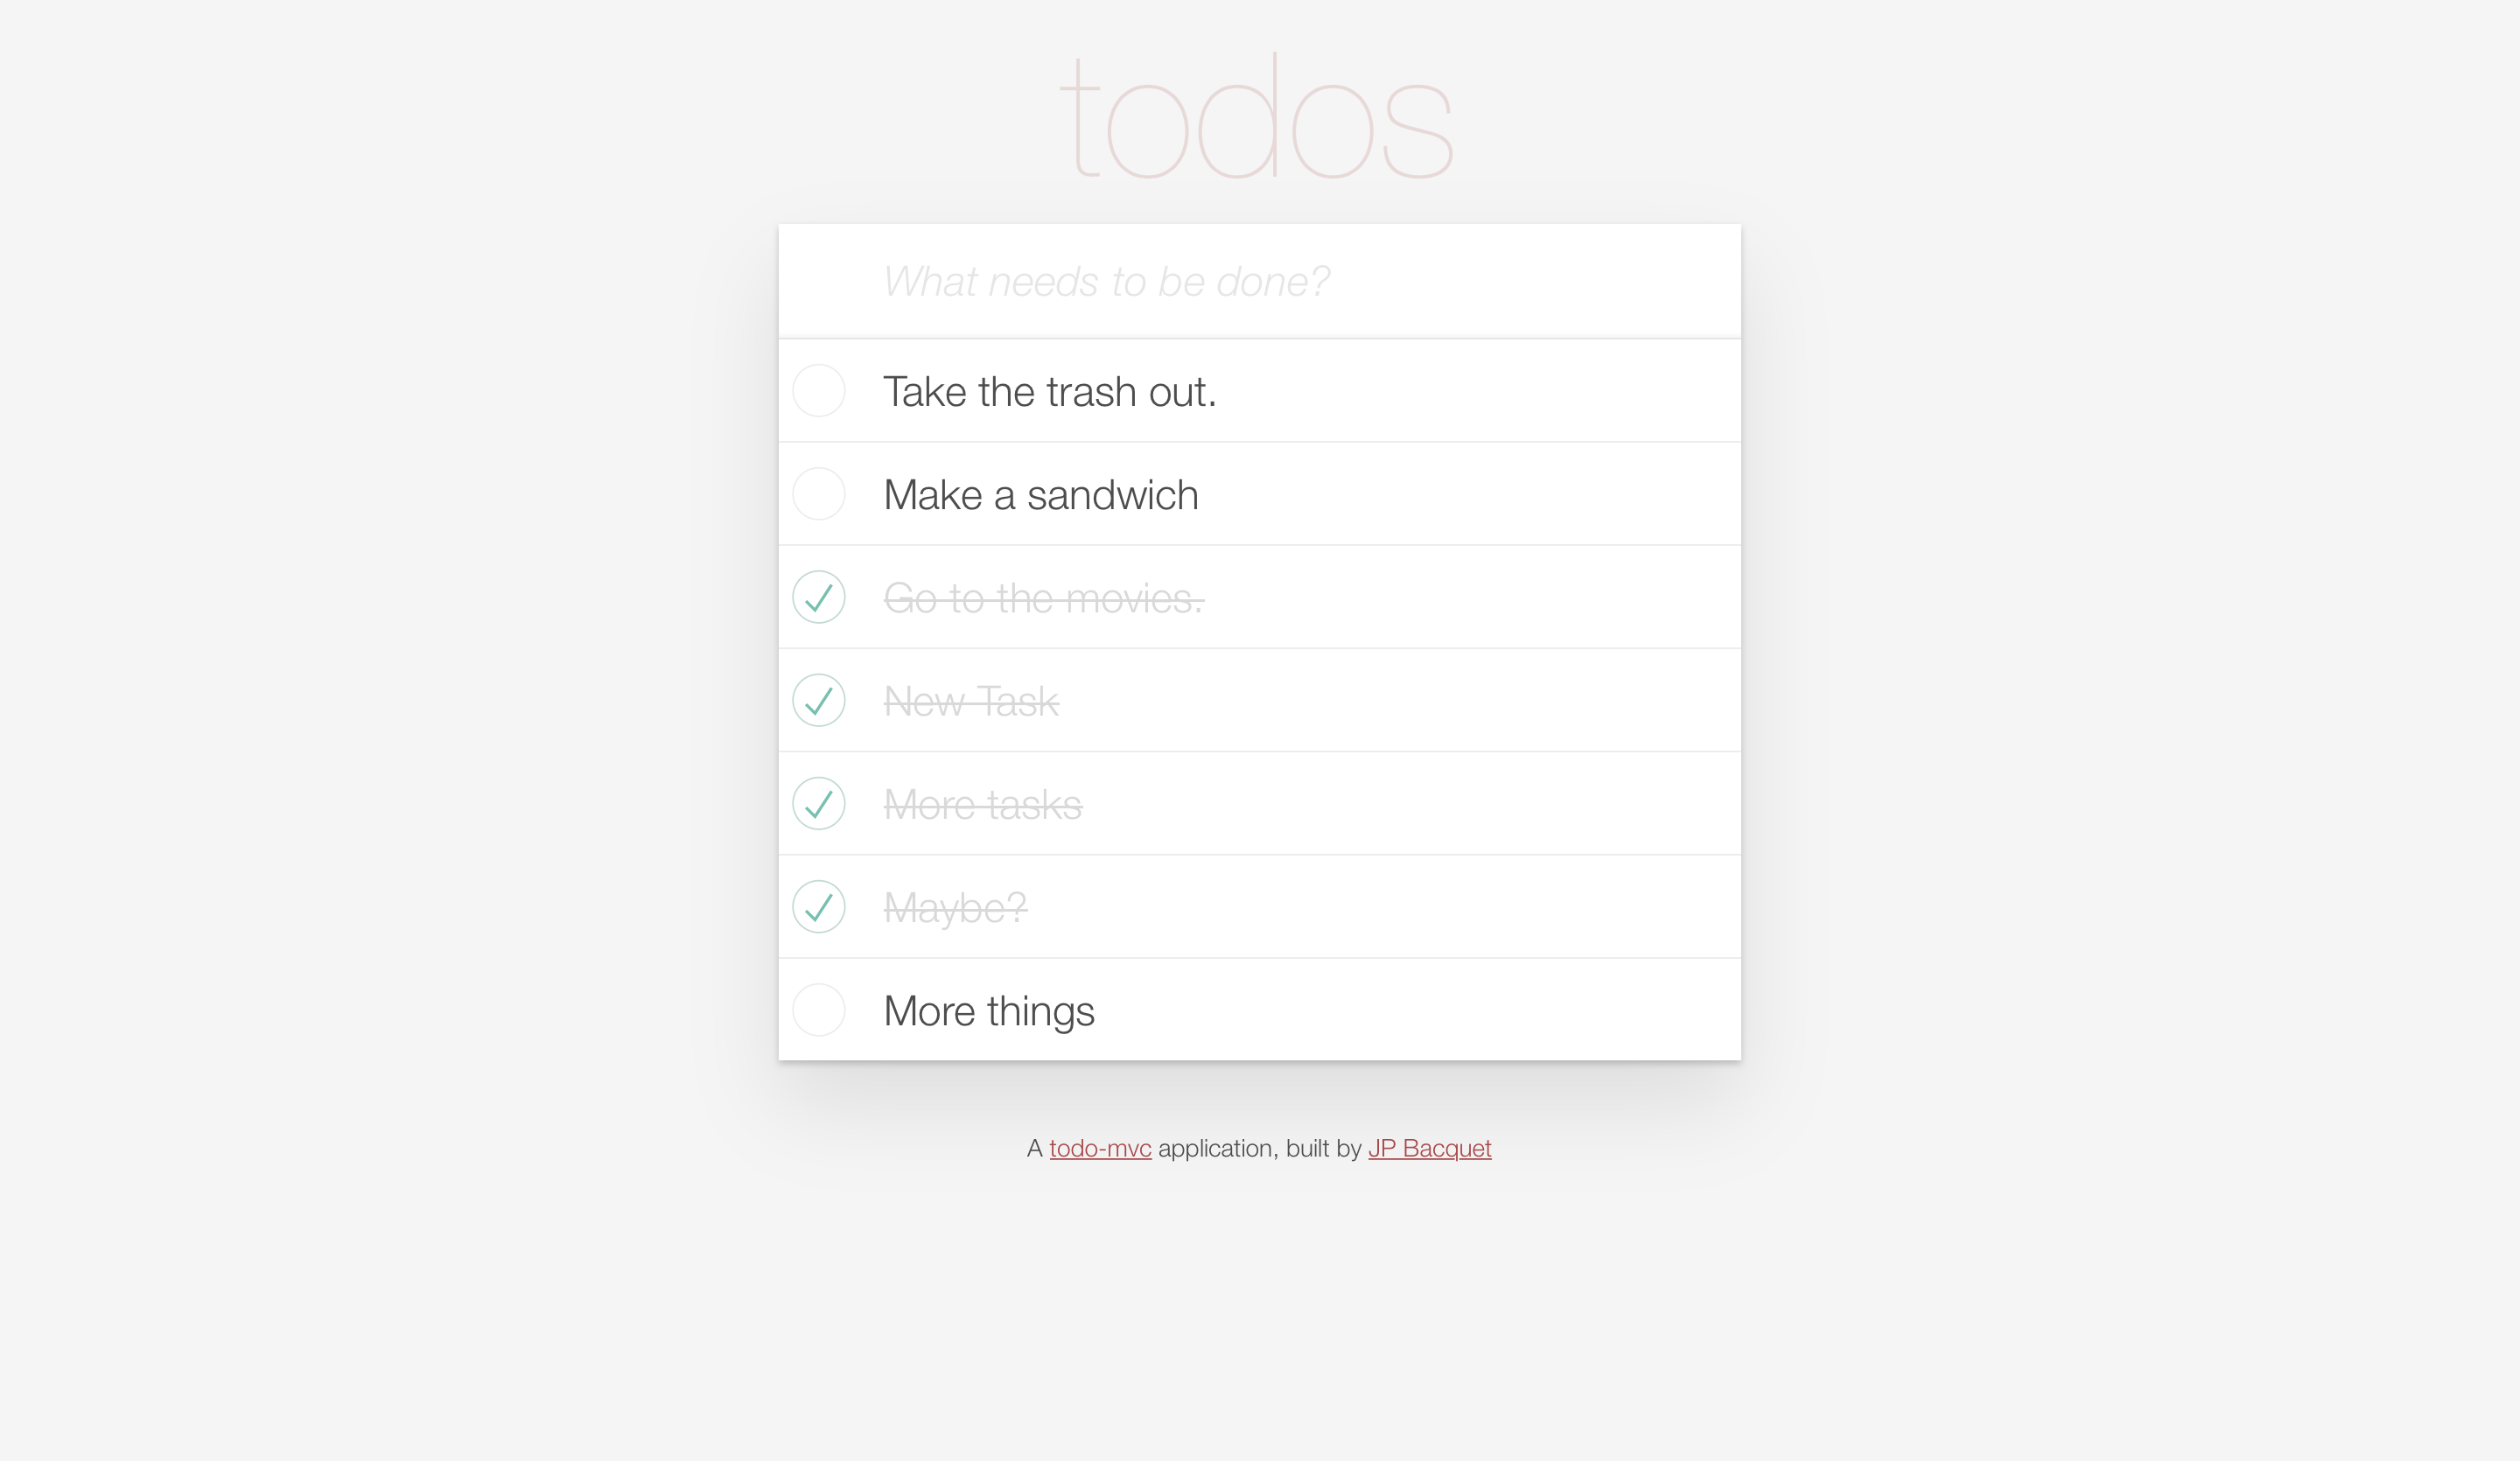 todos
What needs to be done?
Take the trash out.
Make a sandwich
Go to the movies.
New Task
More tasks
Maybe?
More things
A todo-mvc application, built by JP Bacquet